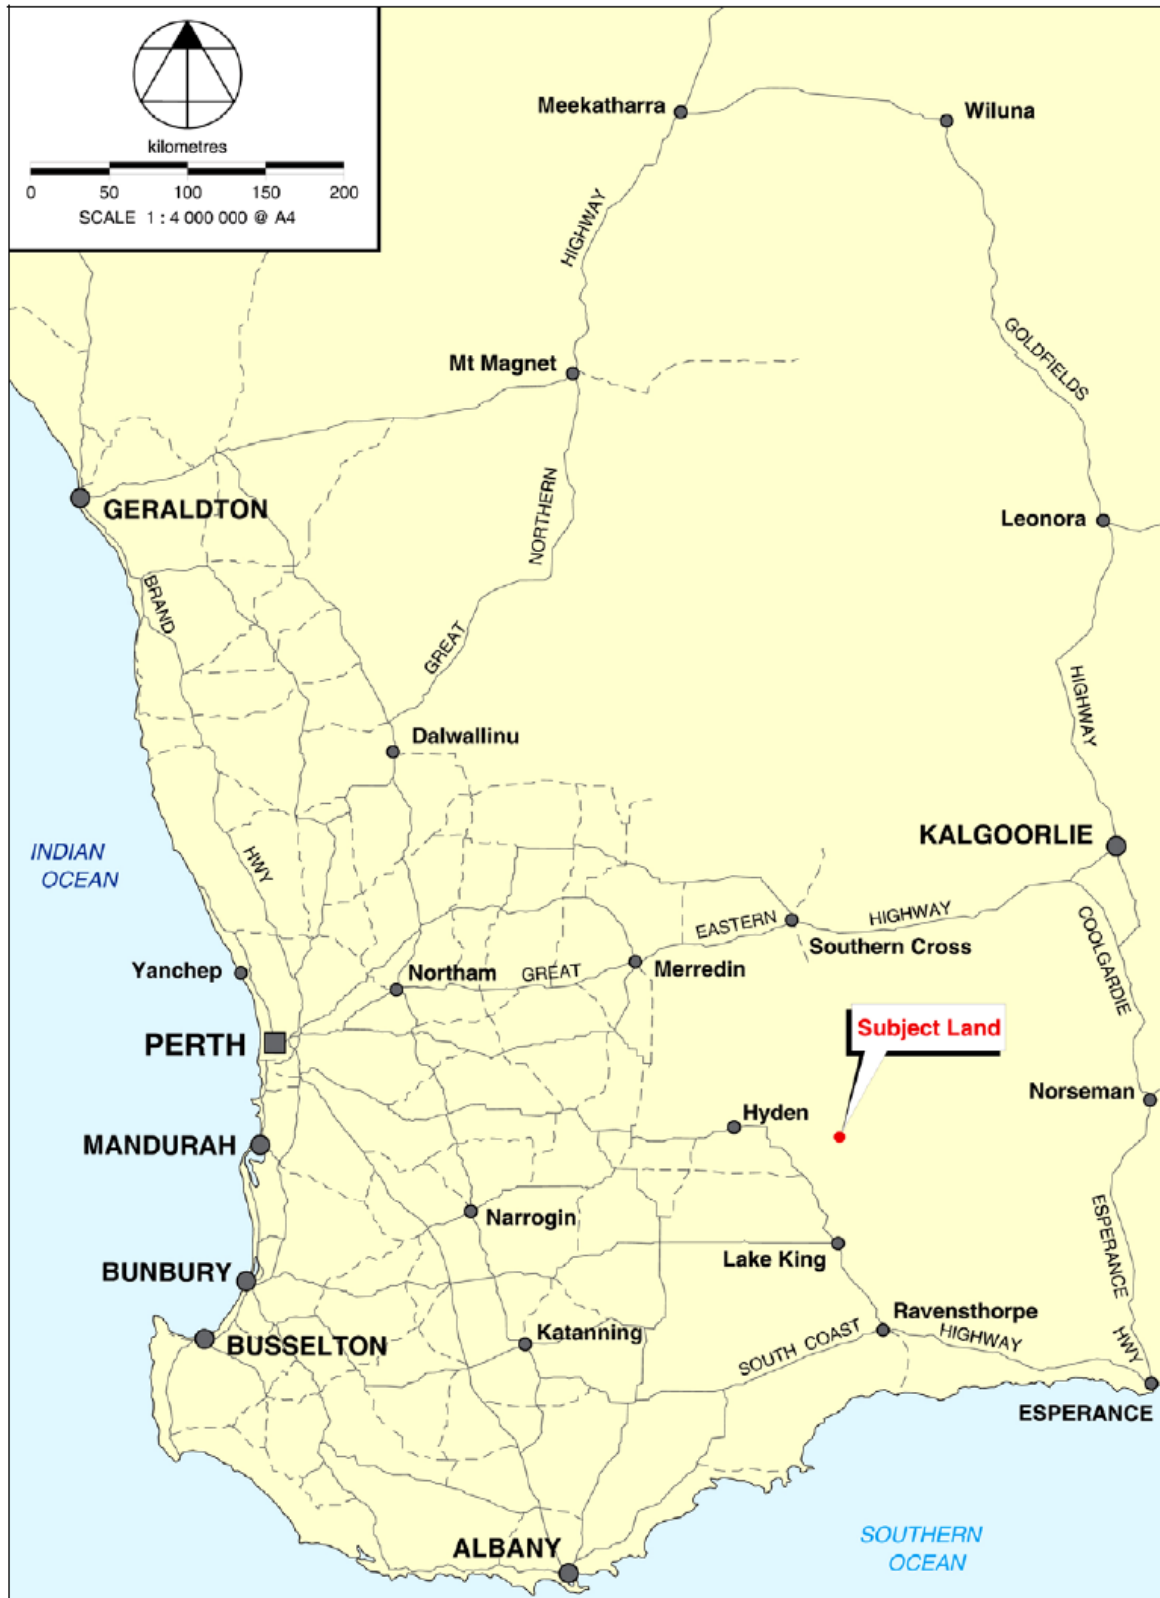 kilometres
0 50 100 150 200
SCALE 1 : 4 000 000 @ A4
Meekatharra
Wiluna
HIGHWAY
GOLDFIELDS
Mt Magnet
GERALDTON
NORTHERN
Leonora
BRAND
GREAT
HIGHWAY
Dalwallinu
KALGOORLIE
INDIAN
OCEAN
HWY
EASTERN
HIGHWAY
COOLGARDIE
Southern Cross
Yanchep
Northam
GREAT
Merredin
PERTH
Subject Land
Norseman
Hyden
MANDURAH
Narrogin
ESPERANCE
Lake King
BUNBURY
Ravensthorpe
BUSSELTON
Katanning
SOUTH COAST
HIGHWAY
HWY
ESPERANCE
SOUTHERN
OCEAN
ALBANY